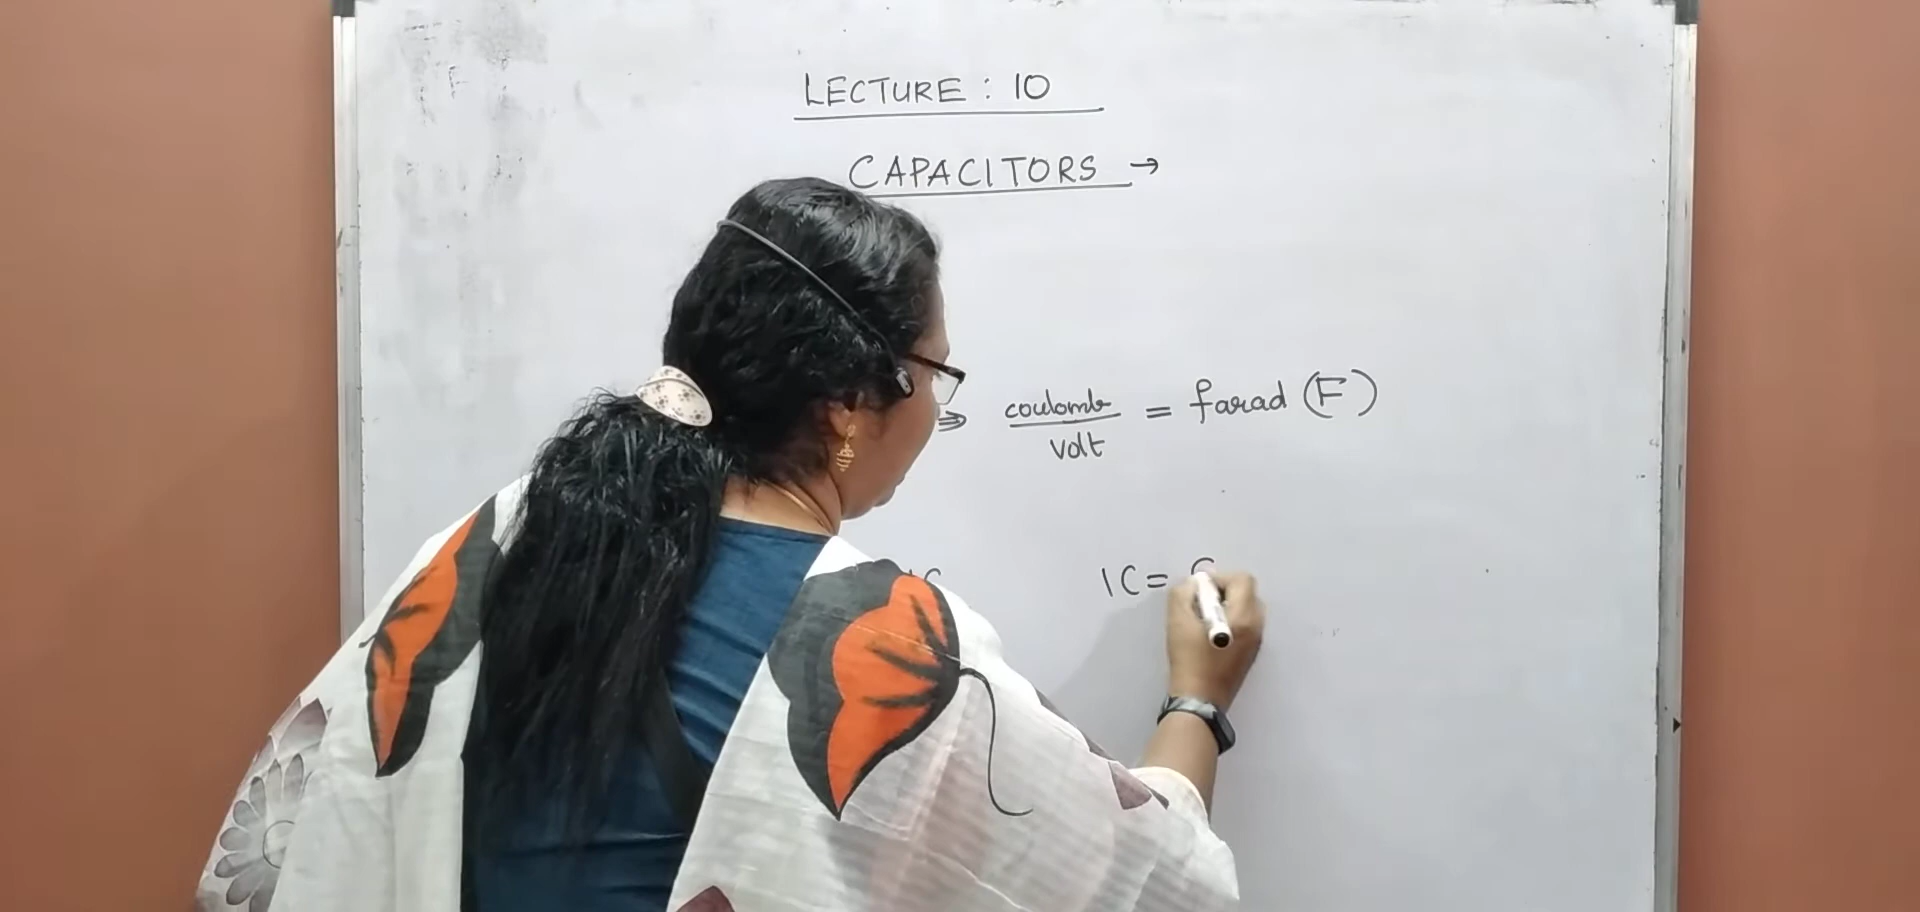 LECTURE : 10
CAPACITORS →
⇒ coulomb / volt = farad (F)
1C =